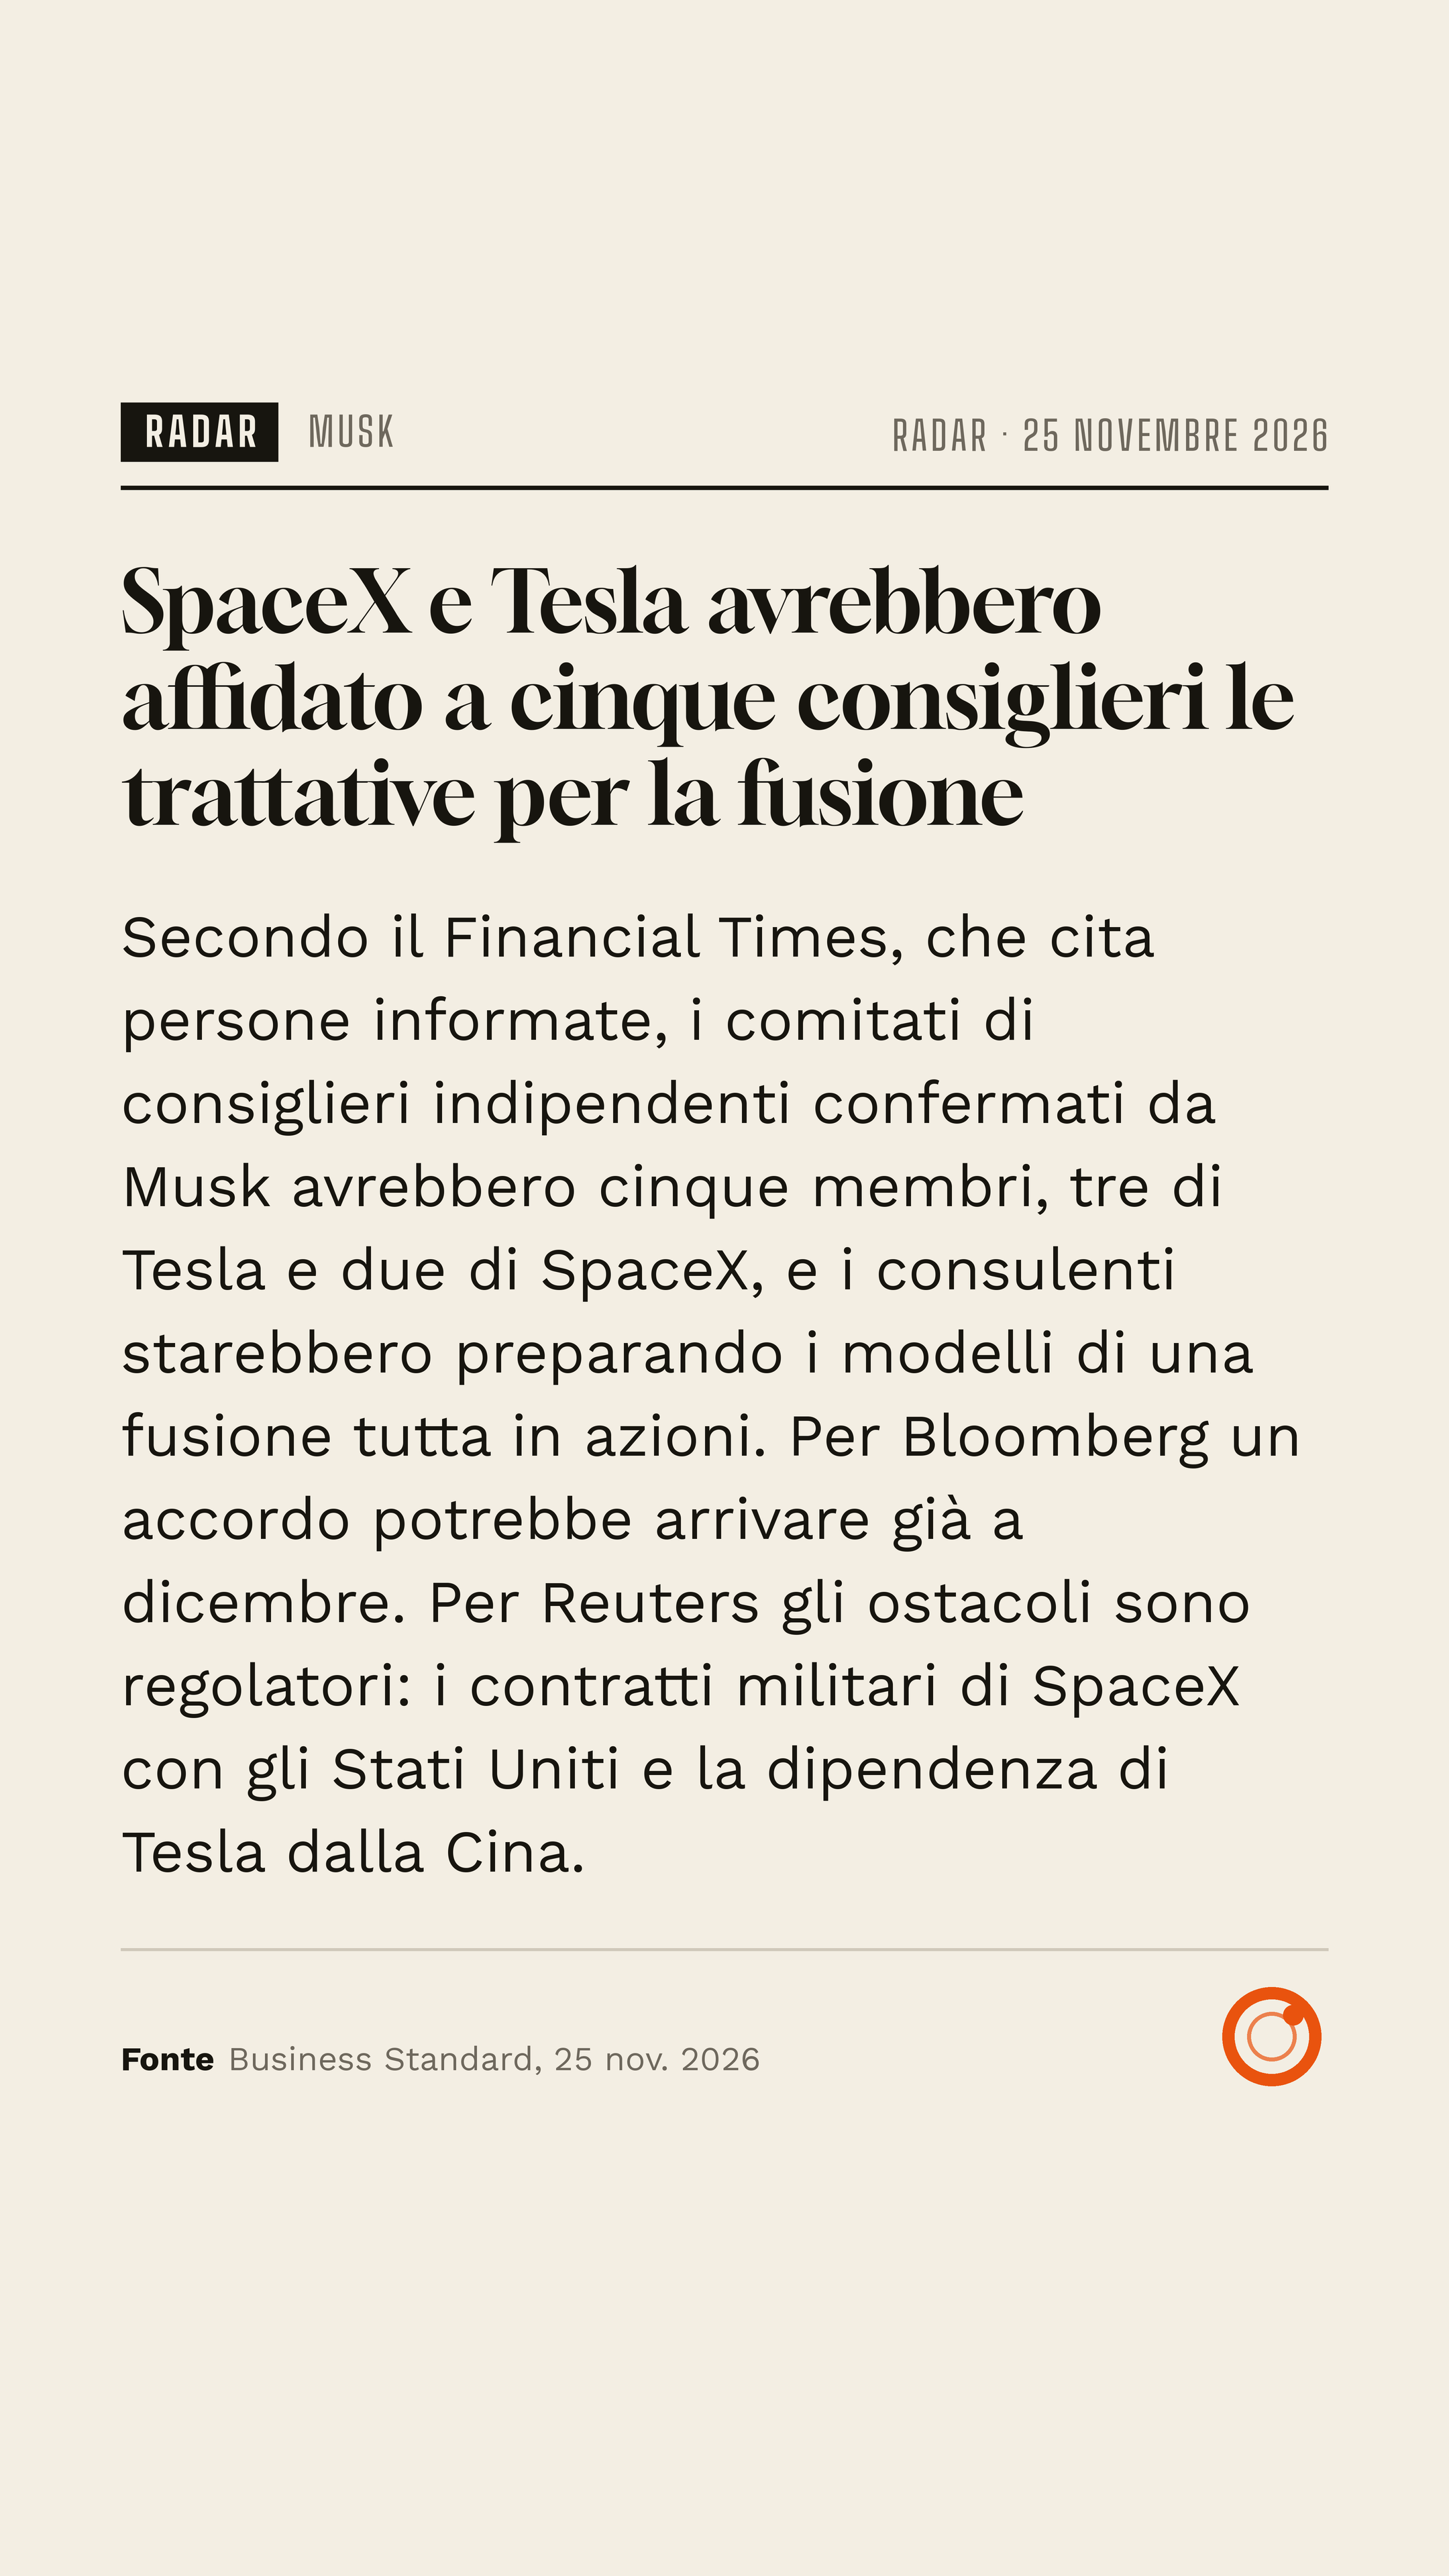 RADAR MUSK RADAR · 25 NOVEMBRE 2026
SpaceX e Tesla avrebbero
affidato a cinque consiglieri le
trattative per la fusione
Secondo il Financial Times, che cita
persone informate, i comitati di
consiglieri indipendenti confermati da
Musk avrebbero cinque membri, tre di
Tesla e due di SpaceX, e i consulenti
starebbero preparando i modelli di una
fusione tutta in azioni. Per Bloomberg un
accordo potrebbe arrivare già a
dicembre. Per Reuters gli ostacoli sono
regolatori: i contratti militari di SpaceX
con gli Stati Uniti e la dipendenza di
Tesla dalla Cina.
Fonte Business Standard, 25 nov. 2026